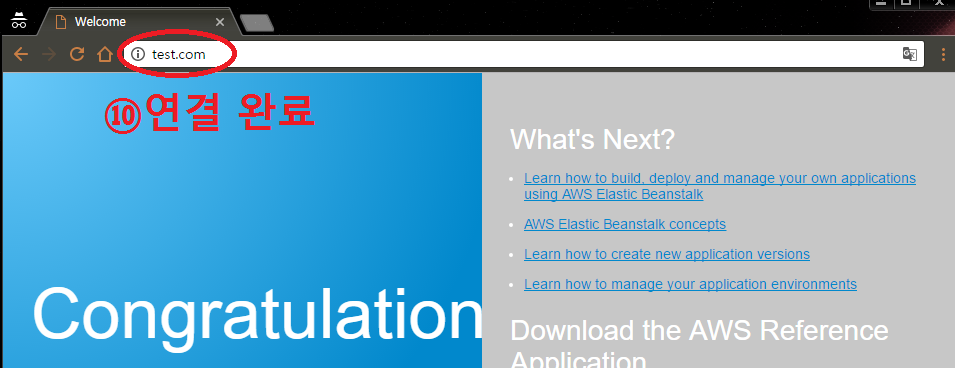 Welcome
test.com
⑩연결 완료
Congratulation
What's Next?
Learn how to build, deploy and manage your own applications
using AWS Elastic Beanstalk
AWS Elastic Beanstalk concepts
Learn how to create new application versions
Learn how to manage your application environments
Download the AWS Reference
Application